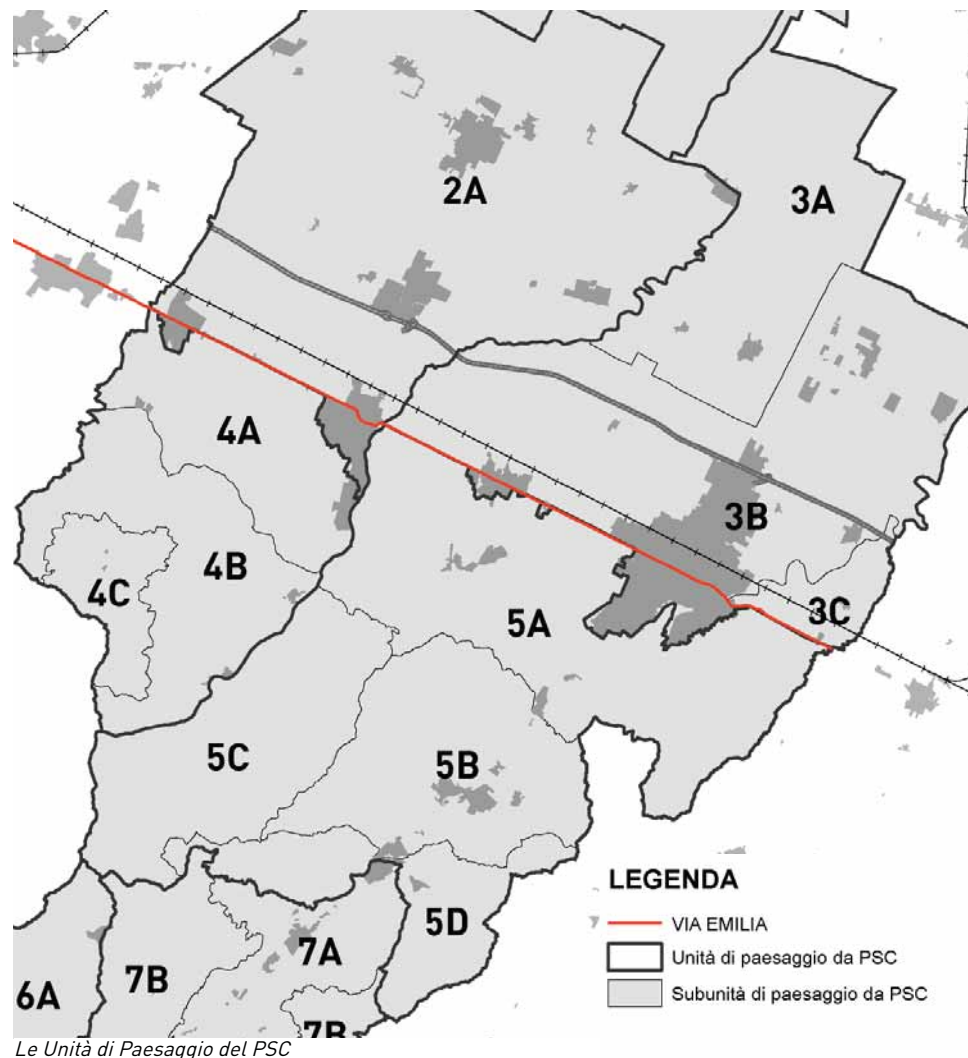 2A
3A
4A
3B
4B
4C
3C
5A
5C
5B
LEGENDA
VIA EMILIA
Unità di paesaggio da PSC
Subunità di paesaggio da PSC
5D
7A
7B
6A
7B
Le Unità di Paesaggio del PSC